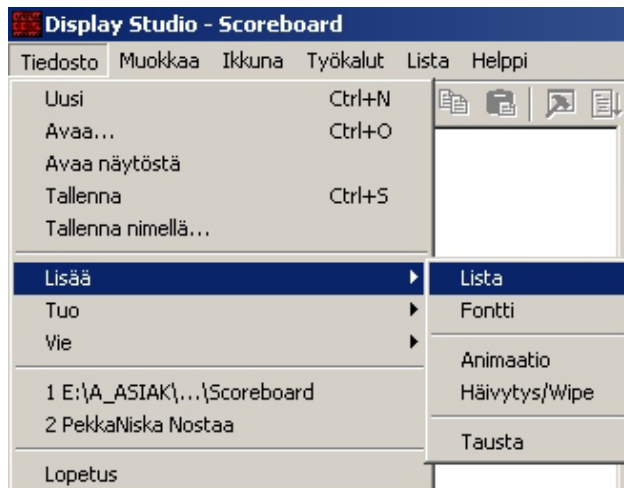 Display Studio - Scoreboard
Tiedosto Muokkaa Ikkuna Työkalut Lista Helppi
Uusi Ctrl+N
Avaa... Ctrl+O
Avaa näytöstä
Tallenna Ctrl+S
Tallenna nimellä...
Lisää
Tuo
Vie
1 E:\A_ASIAK\...\Scoreboard
2 PekkaNiska Nostaa
Lopetus
Lista
Fontti
Animaatio
Häivytys/Wipe
Tausta